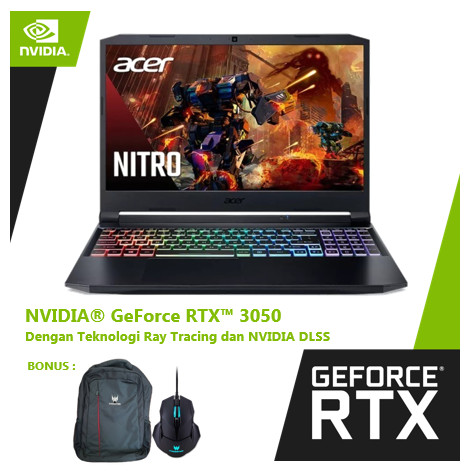 NVIDIA.
acer
NITRO
acer
NVIDIA® GeForce RTX™ 3050
Dengan Teknologi Ray Tracing dan NVIDIA DLSS
BONUS :
GEFORCE®
RTX